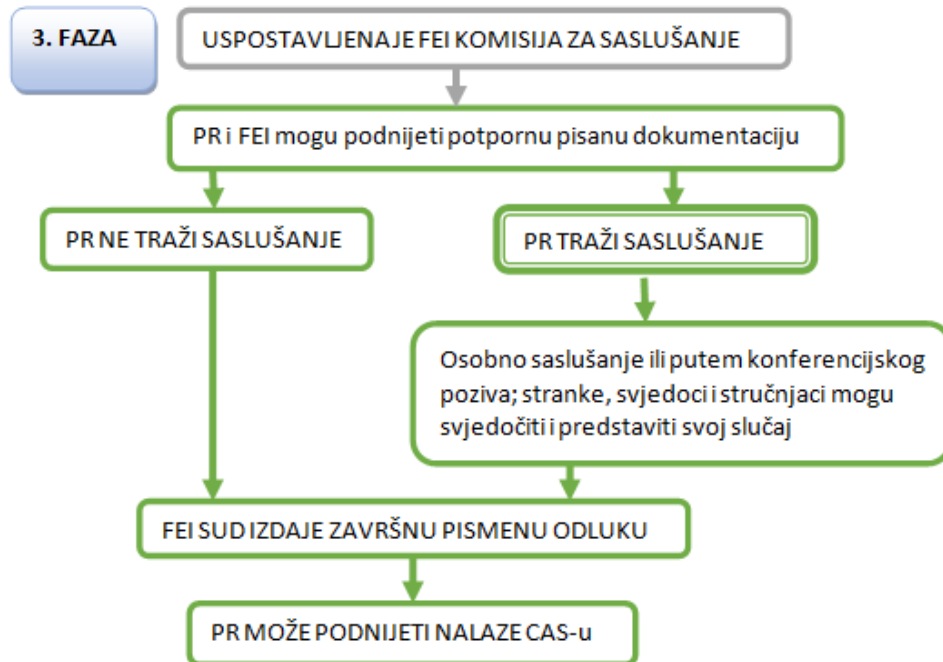 3. FAZA
USPOSTAVLJENAJE FEI KOMISIJA ZA SASLUŠANJE
PR i FEI mogu podnijeti potpornu pisanu dokumentaciju
PR NE TRAŽI SASLUŠANJE
PR TRAŽI SASLUŠANJE
Osobno saslušanje ili putem konferencijskog
poziva; stranke, svjedoci i stručnjaci mogu
svjedočiti i predstaviti svoj slučaj
FEI SUD IZDAJE ZAVRŠNU PISMENU ODLUKU
PR MOŽE PODNIJETI NALAZE CAS-u